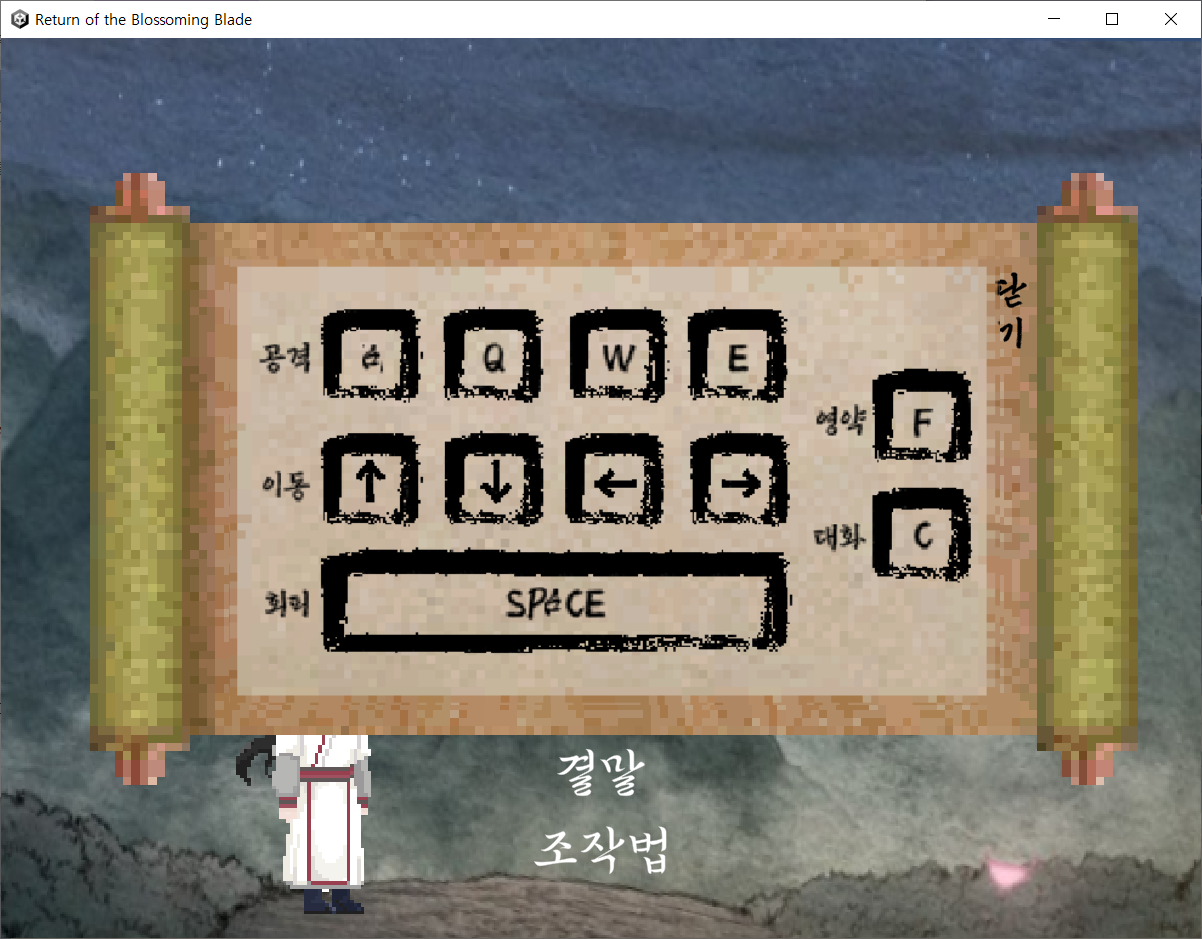 Return of the Blossoming Blade
닫기
공격 A Q W E
영약 F
이동 ↑ ↓ ← →
대화 C
회피 SPACE
결말
조작법